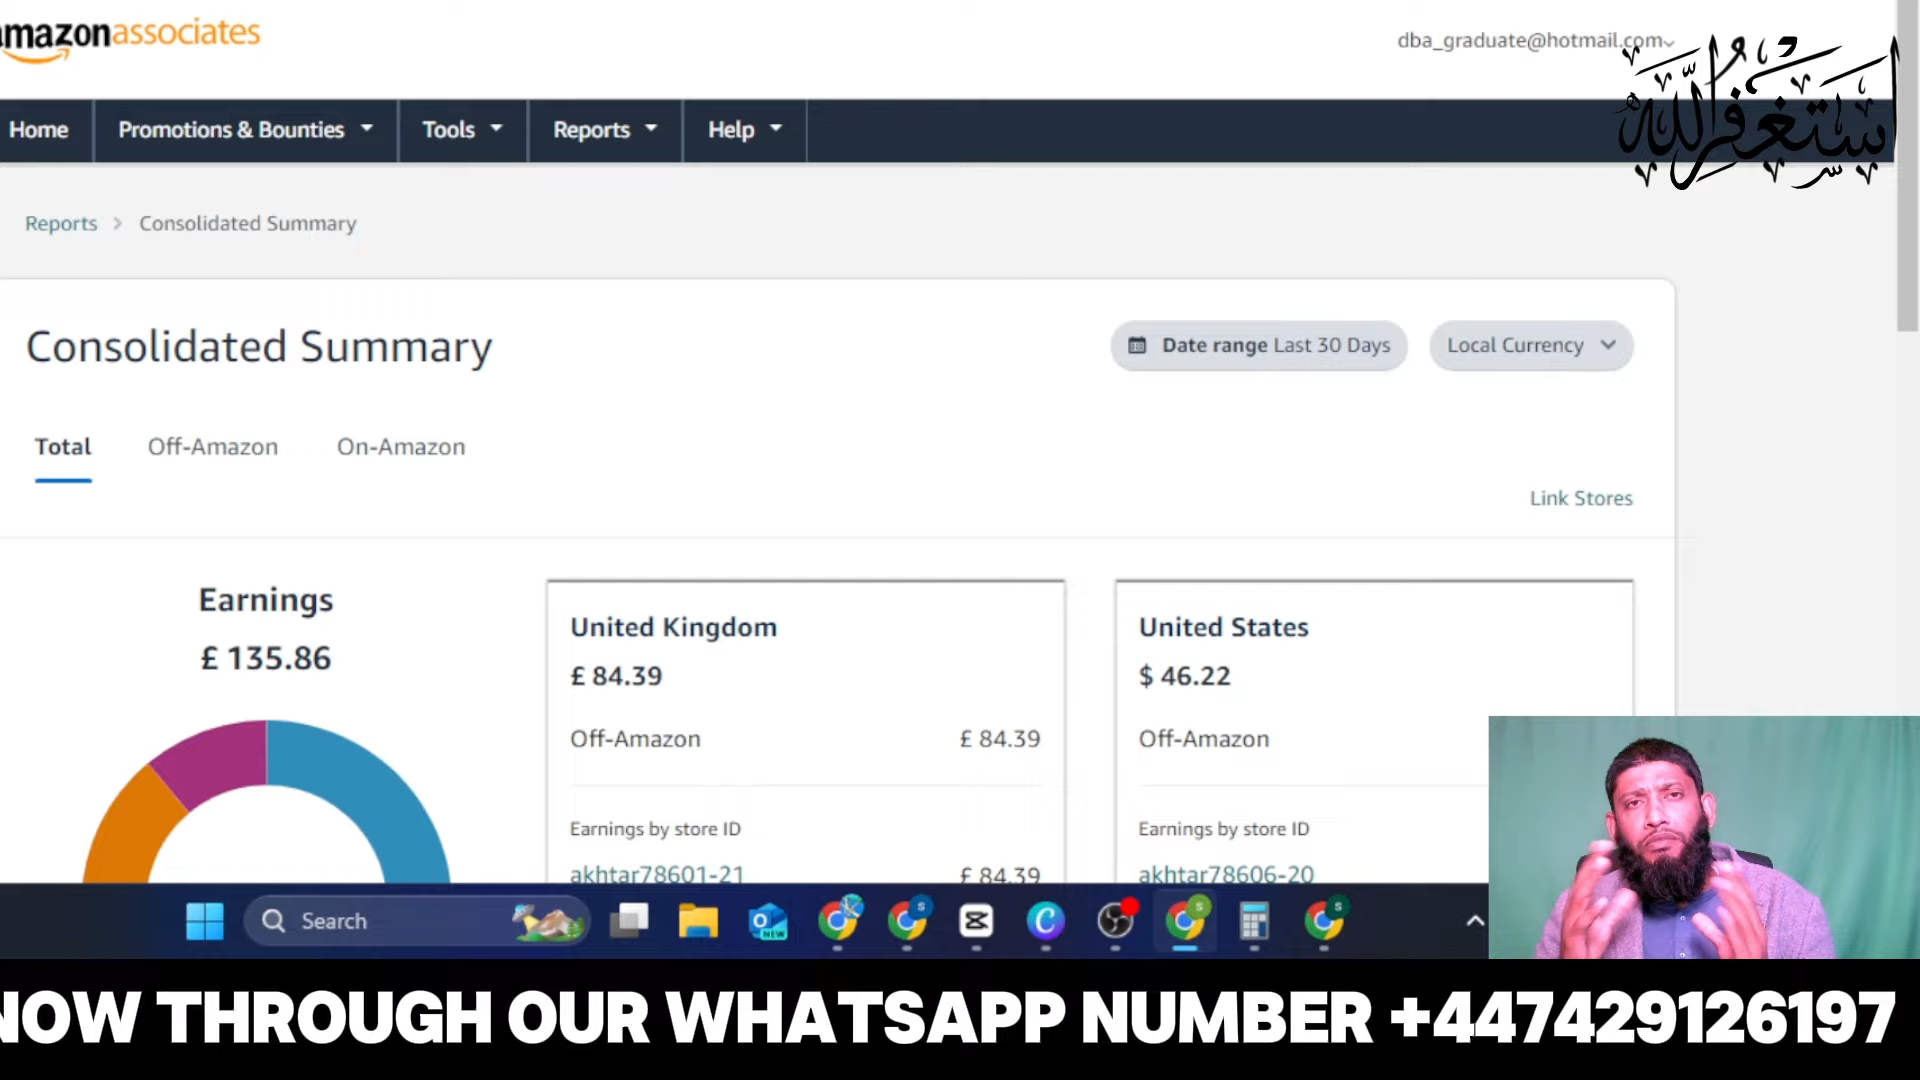 amazonassociates
dba_graduate@hotmail.com
أستغفر الله
Home
Promotions & Bounties
Tools
Reports
Help
Reports > Consolidated Summary
Consolidated Summary
Date range Last 30 Days
Local Currency
Total
Off-Amazon
On-Amazon
Link Stores
Earnings
£ 135.86
United Kingdom
£ 84.39
Off-Amazon £ 84.39
Earnings by store ID
akhtar78601-21 £ 84.39
United States
$ 46.22
Off-Amazon
Earnings by store ID
akhtar78606-20
Search
NEW
NOW THROUGH OUR WHATSAPP NUMBER +447429126197